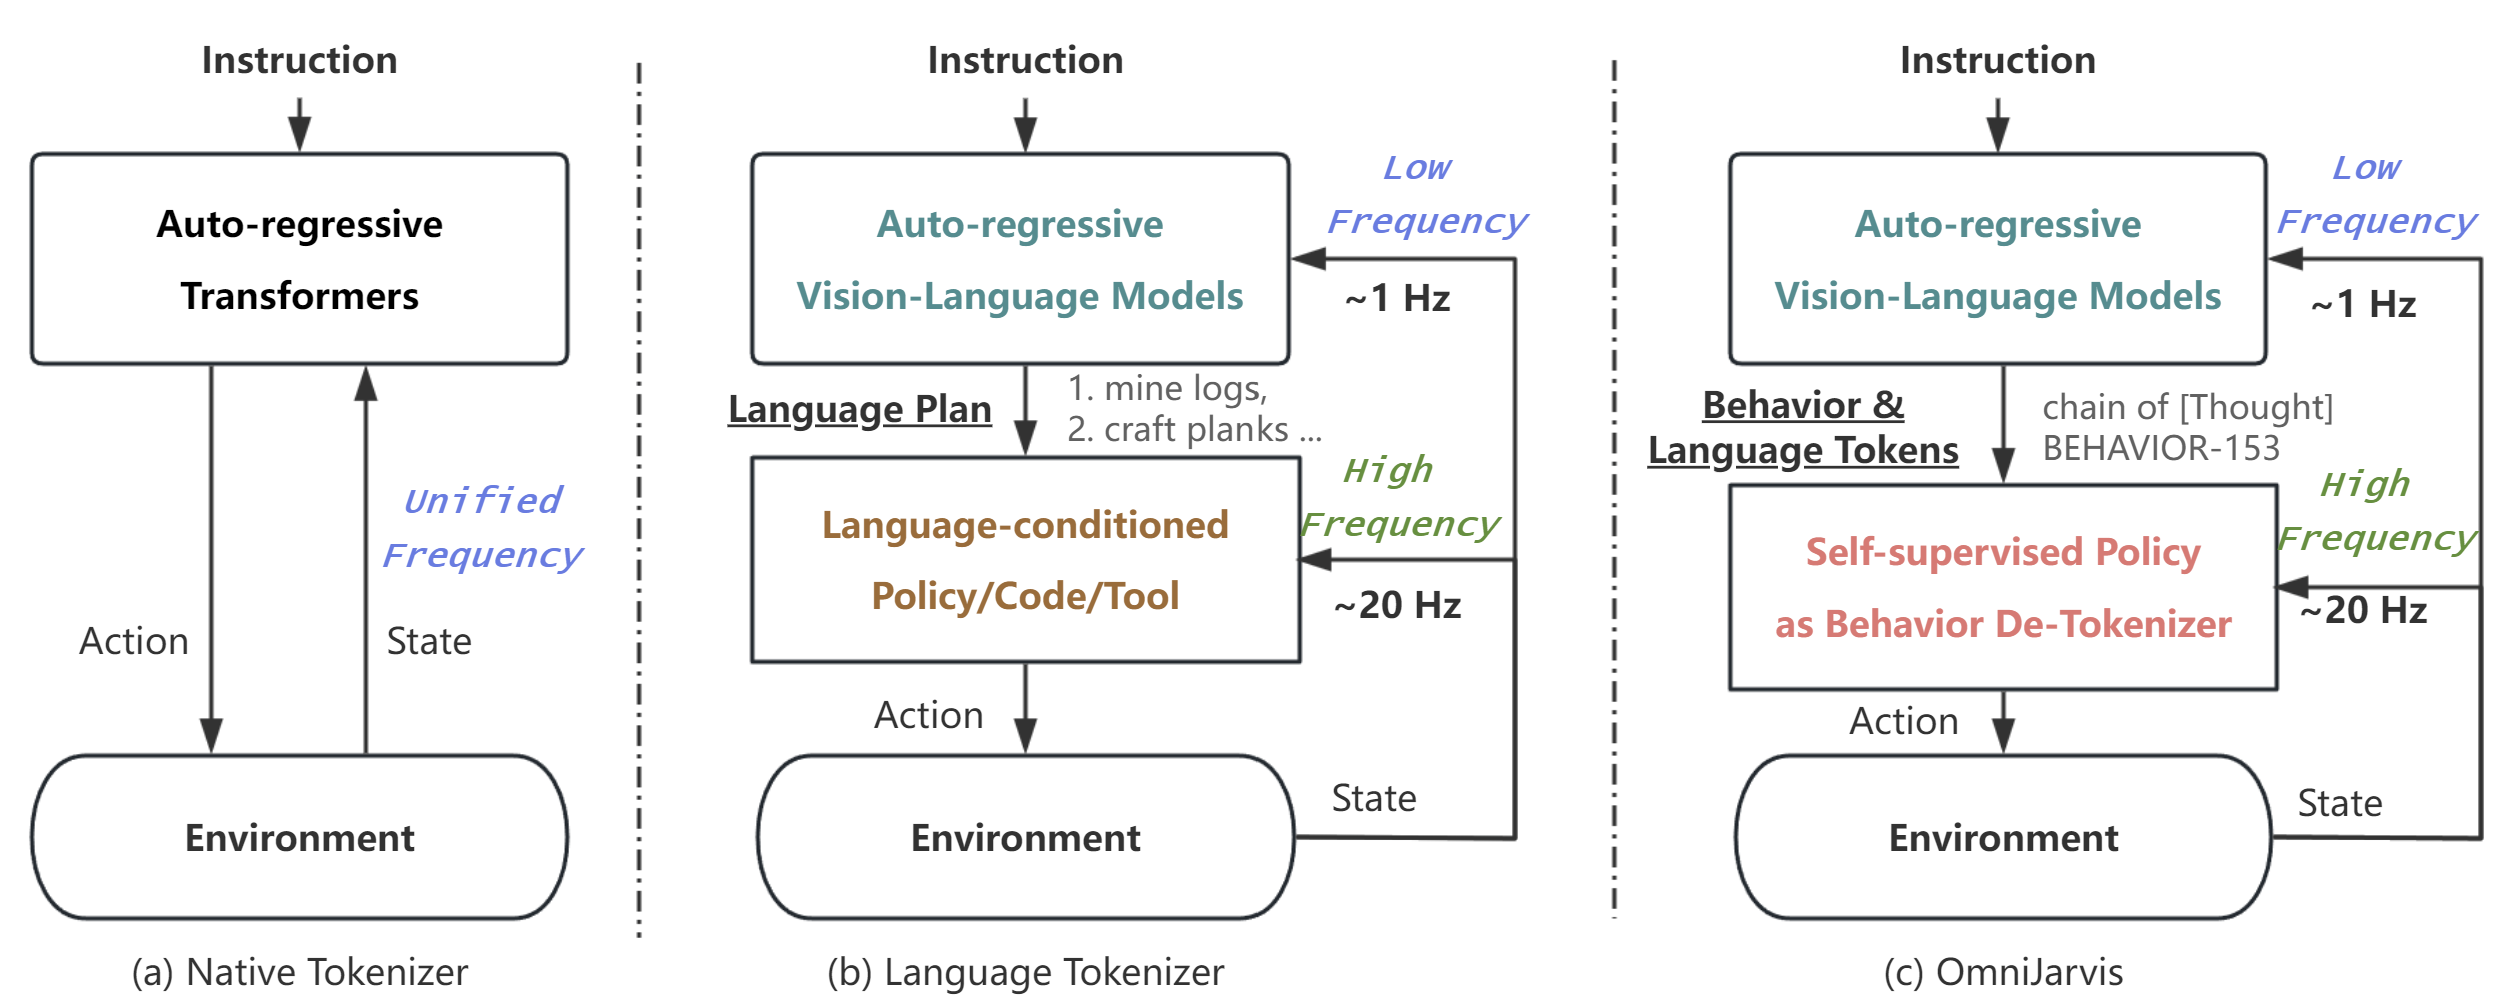 Instruction
Auto-regressive
Transformers
Unified
Frequency
Action
State
Environment
(a) Native Tokenizer
Instruction
Low
Frequency
Auto-regressive
Vision-Language Models
~1 Hz
Language Plan
1. mine logs,
2. craft planks ...
High
Frequency
Language-conditioned
Policy/Code/Tool
~20 Hz
Action
State
Environment
(b) Language Tokenizer
Instruction
Low
Frequency
Auto-regressive
Vision-Language Models
~1 Hz
Behavior &
Language Tokens
chain of [Thought]
BEHAVIOR-153
High
Frequency
Self-supervised Policy
as Behavior De-Tokenizer
~20 Hz
Action
State
Environment
(c) OmniJarvis